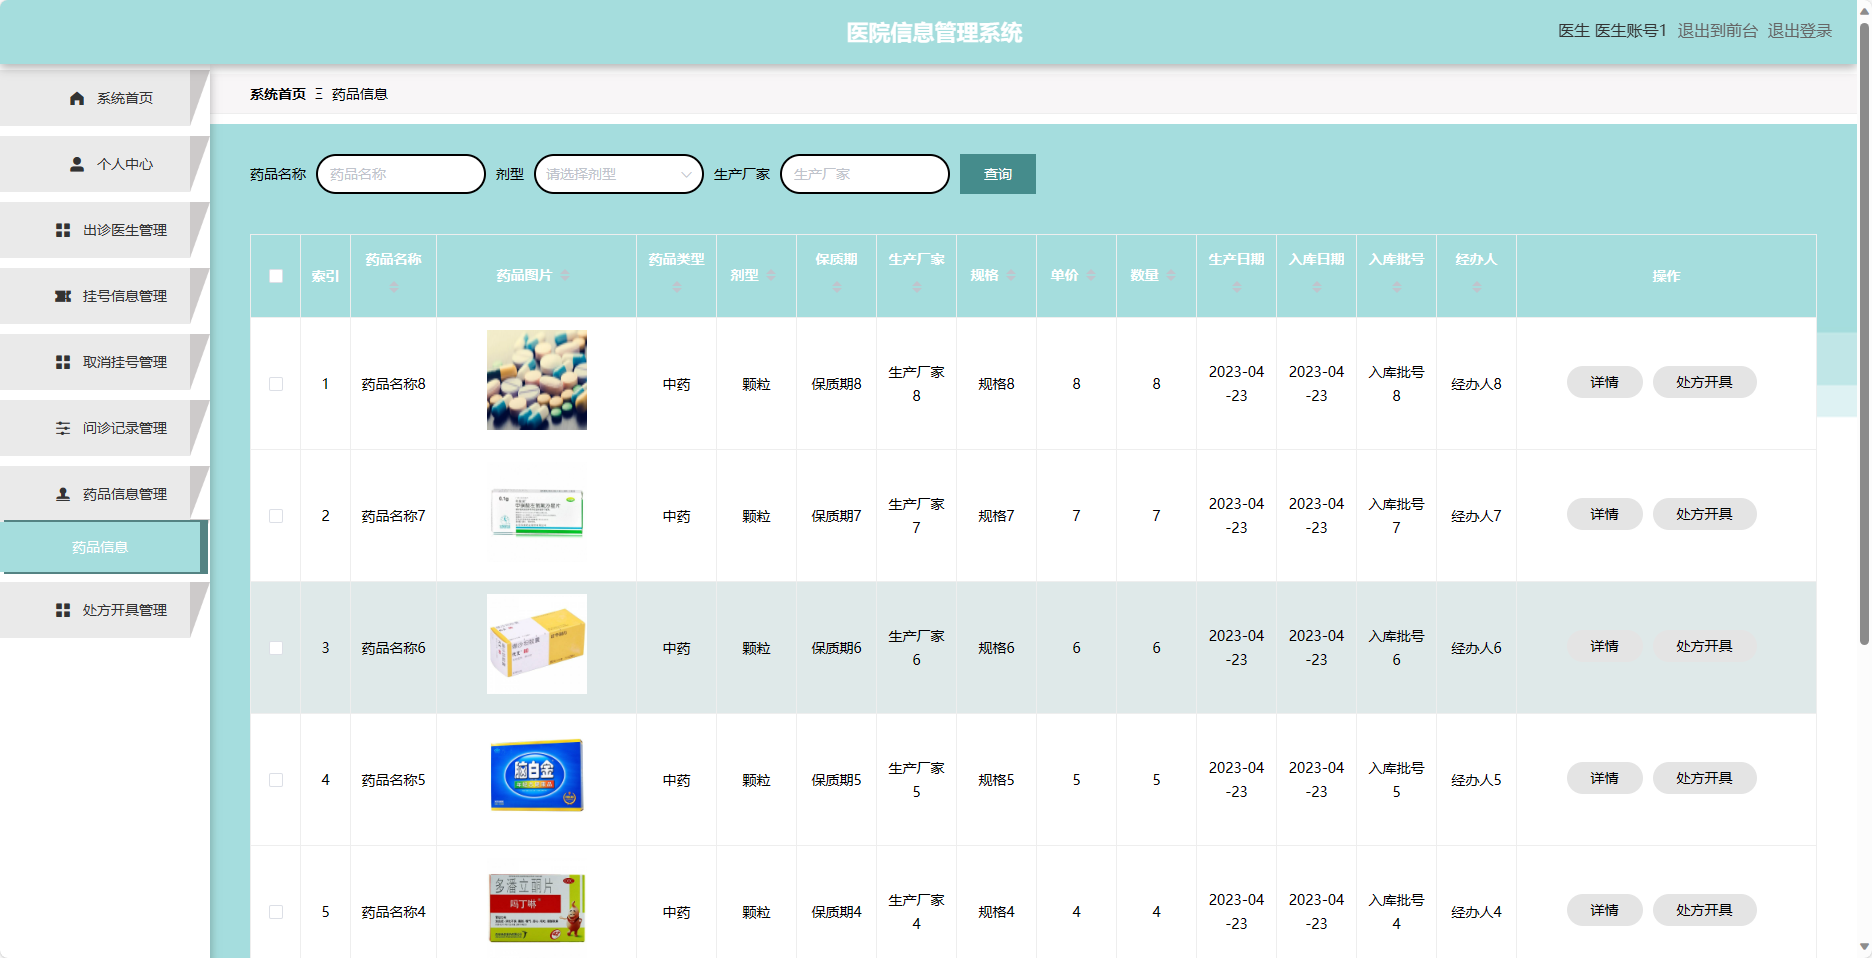 医院信息管理系统
医生 医生账号1 退出到前台 退出登录
系统首页
个人中心
出诊医生管理
挂号信息管理
取消挂号管理
问诊记录管理
药品信息管理
药品信息
处方开具管理
系统首页 Ξ 药品信息
药品名称 药品名称 剂型 请选择剂型 生产厂家 生产厂家 查询
索引 药品名称 药品图片 药品类型 剂型 保质期 生产厂家 规格 单价 数量 生产日期 入库日期 入库批号 经办人 操作
1 药品名称8 中药 颗粒 保质期8 生产厂家8 规格8 8 8 2023-04-23 2023-04-23 入库批号8 经办人8 详情 处方开具
2 药品名称7 中药 颗粒 保质期7 生产厂家7 规格7 7 7 2023-04-23 2023-04-23 入库批号7 经办人7 详情 处方开具
0.1g
3 药品名称6 中药 颗粒 保质期6 生产厂家6 规格6 6 6 2023-04-23 2023-04-23 入库批号6 经办人6 详情 处方开具
4 药品名称5 中药 颗粒 保质期5 生产厂家5 规格5 5 5 2023-04-23 2023-04-23 入库批号5 经办人5 详情 处方开具
脑白金
5 药品名称4 中药 颗粒 保质期4 生产厂家4 规格4 4 4 2023-04-23 2023-04-23 入库批号4 经办人4 详情 处方开具
多潘立酮片
吗丁啉